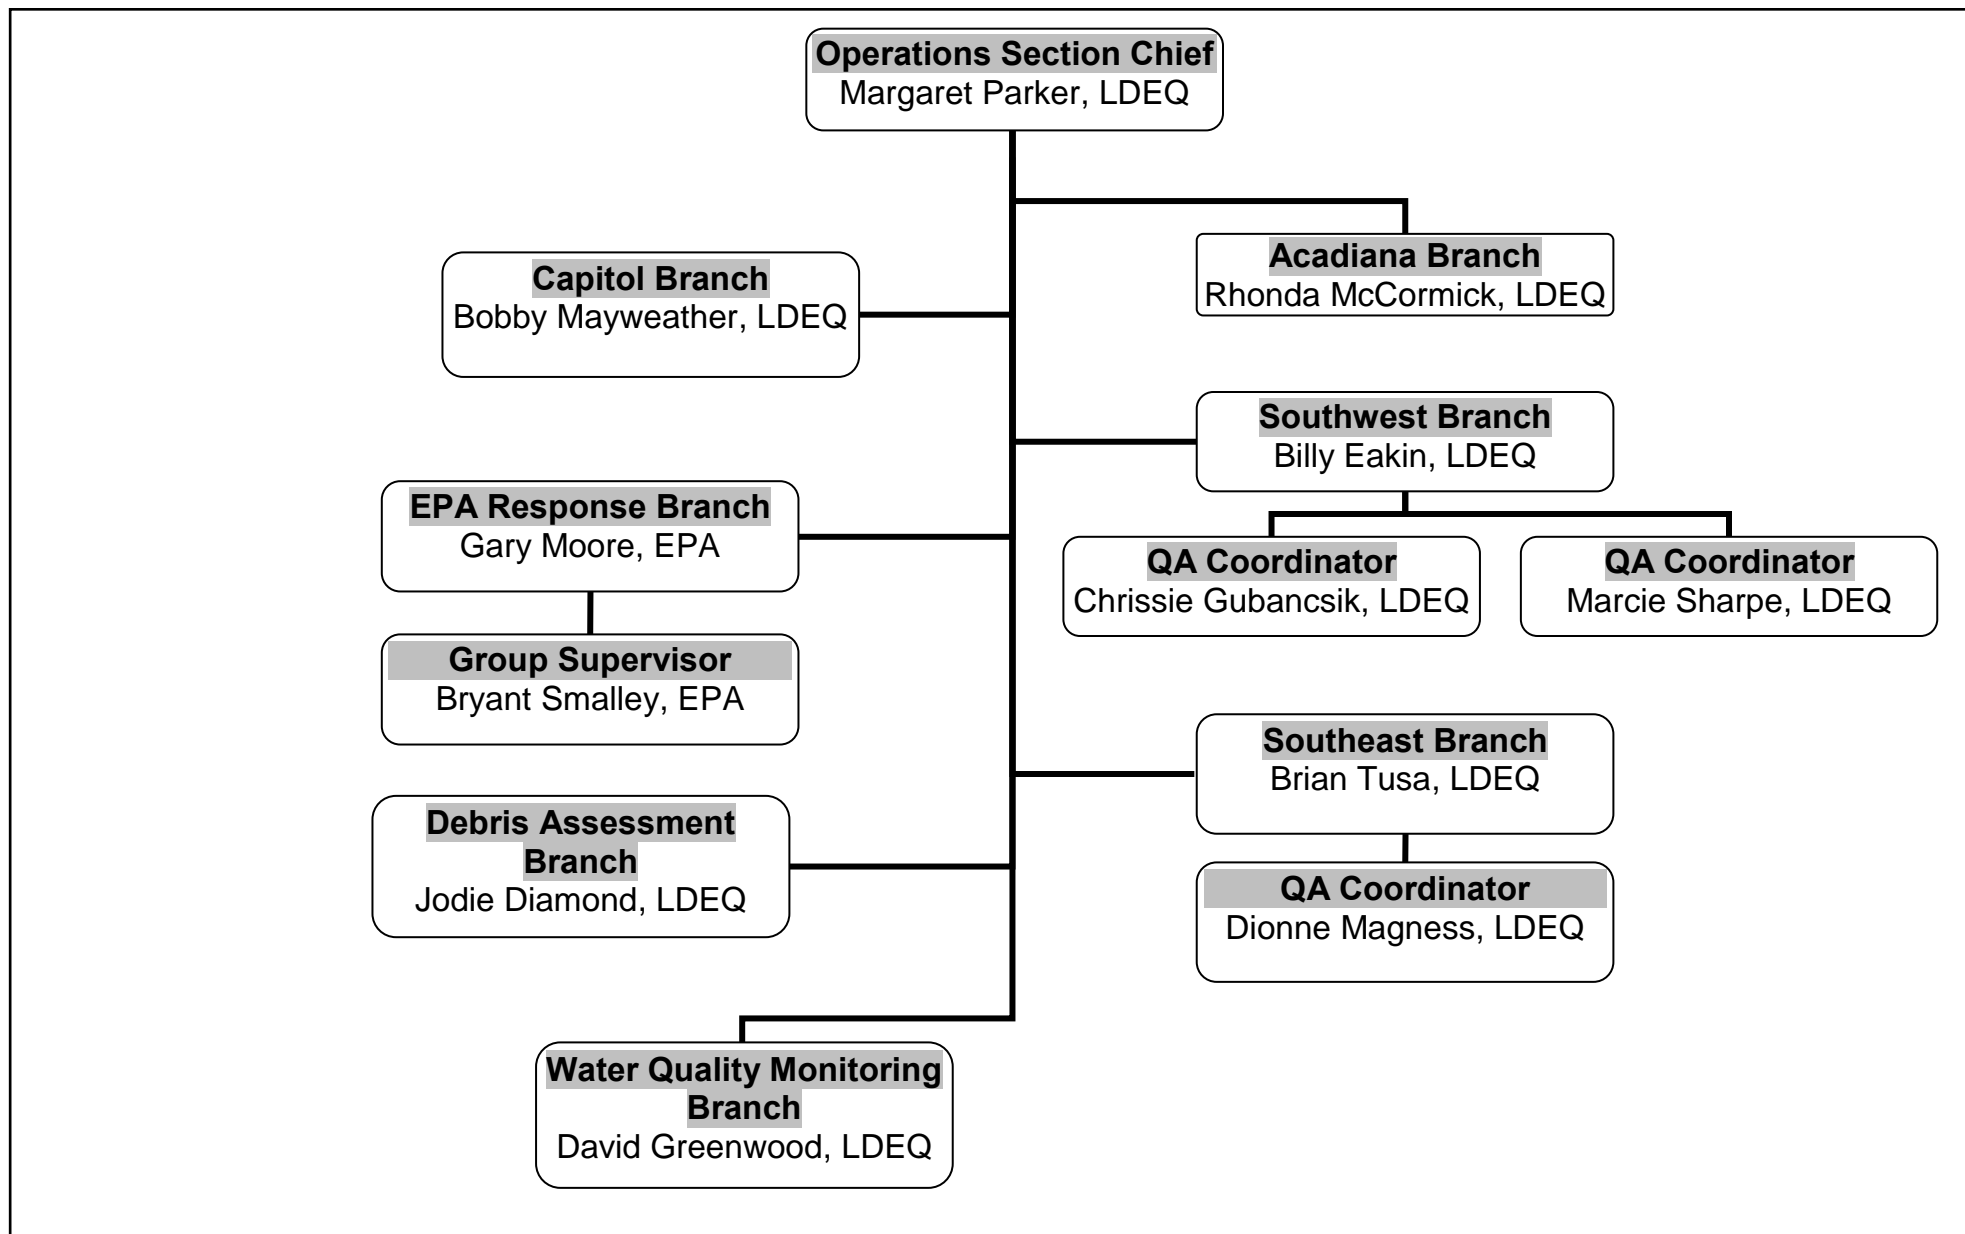 Operations Section Chief
Margaret Parker, LDEQ
Capitol Branch
Bobby Mayweather, LDEQ
Acadiana Branch
Rhonda McCormick, LDEQ
Southwest Branch
Billy Eakin, LDEQ
EPA Response Branch
Gary Moore, EPA
QA Coordinator
Chrissie Gubancsik, LDEQ
QA Coordinator
Marcie Sharpe, LDEQ
Group Supervisor
Bryant Smalley, EPA
Southeast Branch
Brian Tusa, LDEQ
Debris Assessment
Branch
Jodie Diamond, LDEQ
QA Coordinator
Dionne Magness, LDEQ
Water Quality Monitoring
Branch
David Greenwood, LDEQ